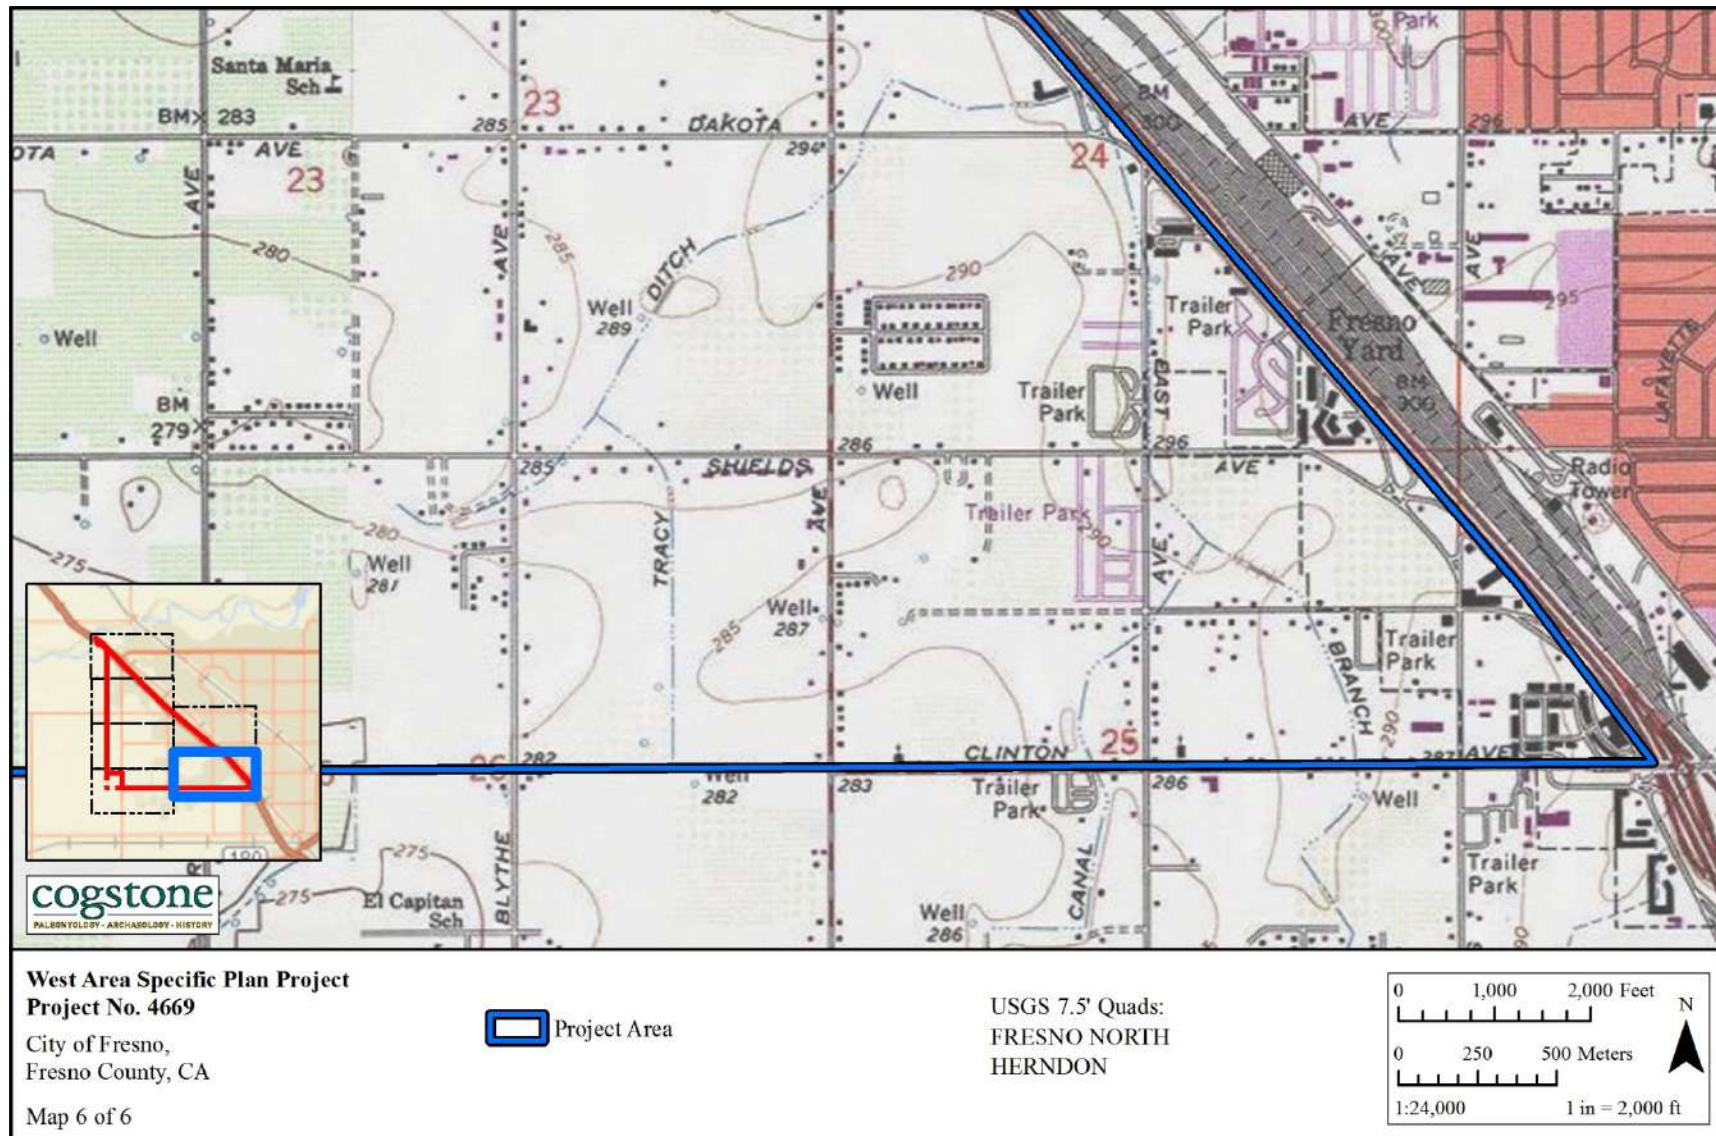 Park
Santa Maria
Sch
23
BM
BM 283
285
DAKOTA
300
AVE
296
OTA
AVE
294
24
23
AVE
AVE
285
DITCH
280
290
AVE
AVE
Well
289
Trailer
Park
Fresno
Yard
295
Well
LAFAYETTE
EAST
BM
300
Well
Trailer
Park
BM
279
286
296
285
SHIELDS
AVE
Radio
Tower
AVE
Trailer Park
280
290
TRACY
AVE
275
Well
281
Well
287
285
BRANCH
Trailer
Park
290
25
CLINTON
287
AVE
26
282
Well
282
283
Trailer
Park
286
Well
180
275
BLYTHE
CANAL
Trailer
Park
275
El Capitan
Sch
Well
286
90
cogstone
PALEONTOLOGY - ARCHAEOLOGY - HISTORY
West Area Specific Plan Project
Project No. 4669
City of Fresno,
Fresno County, CA
Map 6 of 6
Project Area
USGS 7.5' Quads:
FRESNO NORTH
HERNDON
0 1,000 2,000 Feet
N
0 250 500 Meters
1:24,000 1 in = 2,000 ft